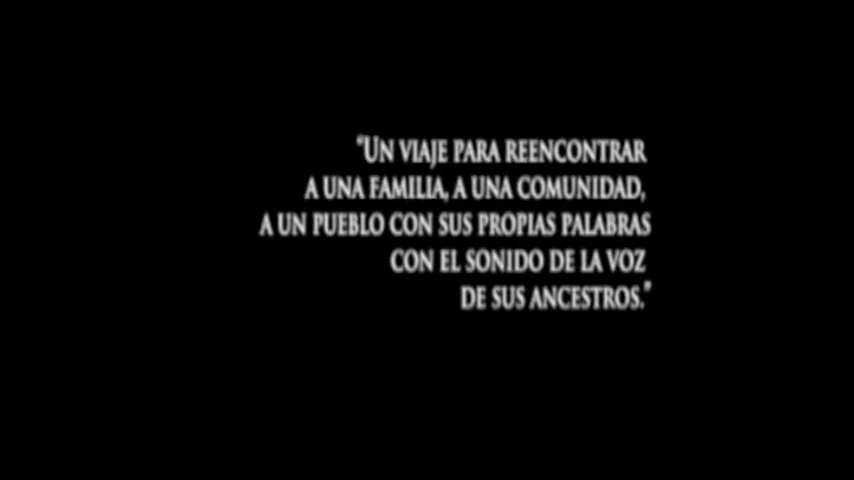 “UN VIAJE PARA REENCONTRAR
A UNA FAMILIA, A UNA COMUNIDAD,
A UN PUEBLO CON SUS PROPIAS PALABRAS
CON EL SONIDO DE LA VOZ
DE SUS ANCESTROS.”